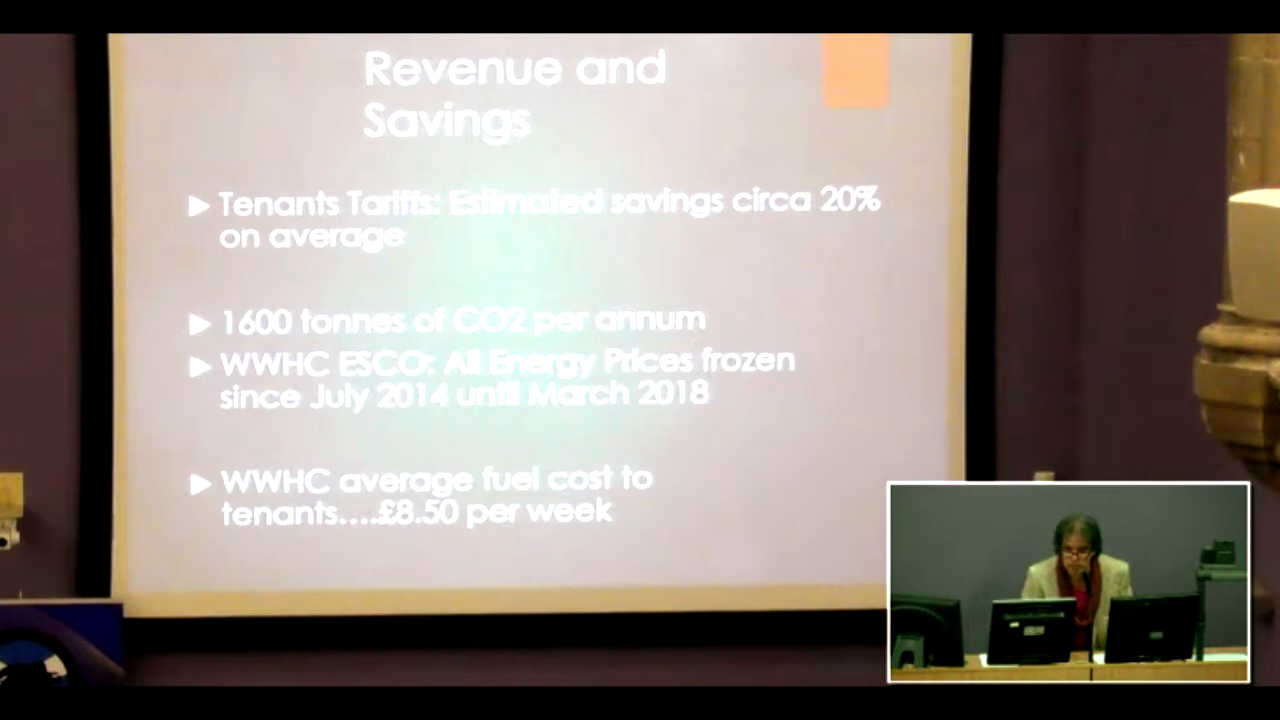 Revenue and
Savings
Tenants Tariffs: Estimated savings circa 20%
on average
1600 tonnes of CO2 per annum
WWHC ESCO: All Energy Prices frozen
since July 2014 until March 2018
WWHC average fuel cost to
tenants....£8.50 per week